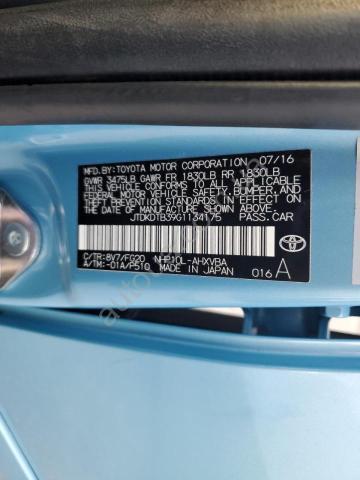 MFD.BY:TOYOTA MOTOR CORPORATION 07/16
GVWR 3475LB GAWR FR 1830LB RR 1830LB
THIS VEHICLE CONFORMS TO ALL APPLICABLE
FEDERAL MOTOR VEHICLE SAFETY, BUMPER, AND
THEFT PREVENTION STANDARDS IN EFFECT ON
THE DATE OF MANUFACTURE SHOWN ABOVE.
JTDKDTB39G1134175 PASS.CAR
C/TR:8V7/FG20 NHP10L-AHXVBA
A/TM:-01A/P510 MADE IN JAPAN 016 A